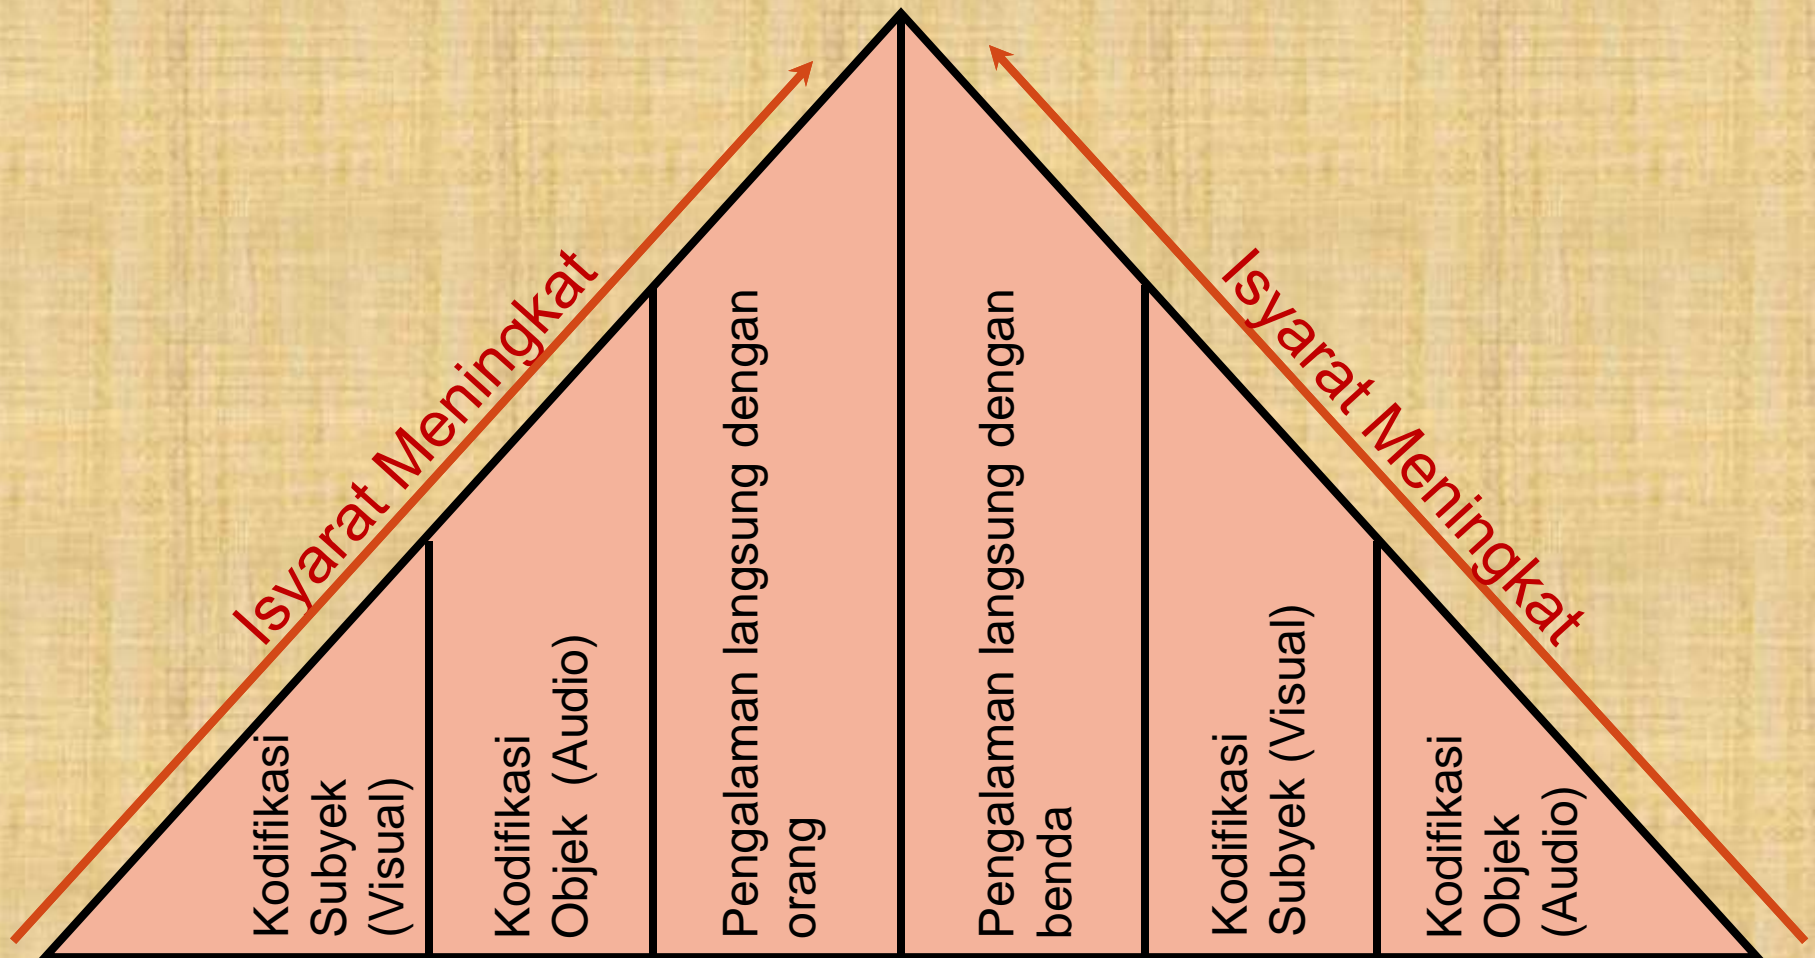 Isyarat Meningkat
Isyarat Meningkat
Kodifikasi
Subyek
(Visual)
Kodifikasi
Objek (Audio)
Pengalaman langsung dengan
orang
Pengalaman langsung dengan
benda
Kodifikasi
Subyek (Visual)
Kodifikasi
Objek
(Audio)